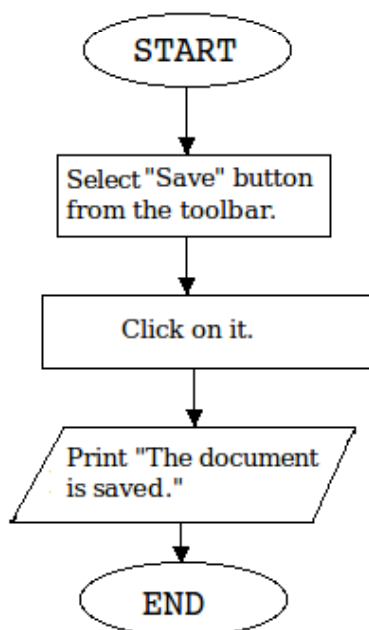 START
Select "Save" button
from the toolbar.
Click on it.
Print "The document
is saved."
END